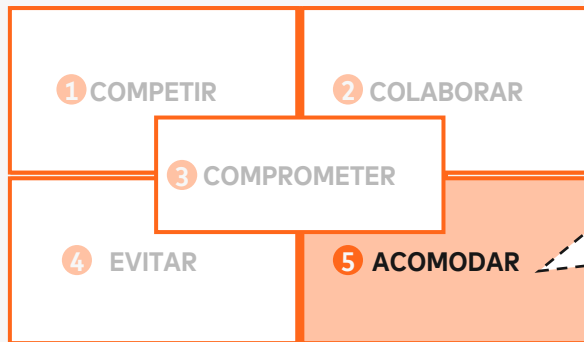 1 COMPETIR
2 COLABORAR
3 COMPROMETER
4 EVITAR
5 ACOMODAR